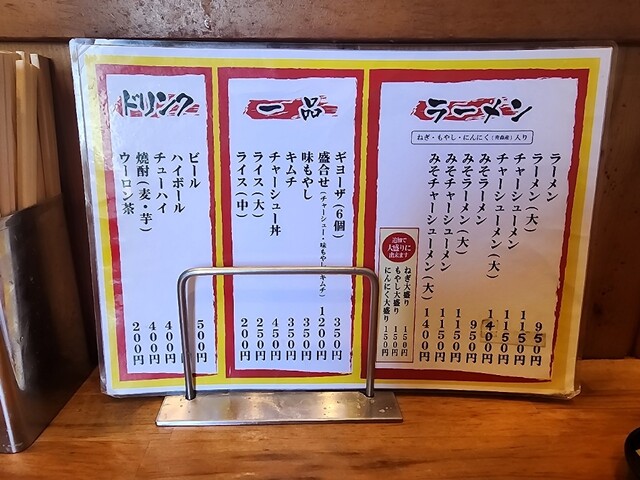 ラーメン
ねぎ・もやし・にんにく(青森産)入り
ラーメン 950円
ラーメン(大) 1150円
チャーシューメン 1150円
チャーシューメン(大) 1400円
みそラーメン 950円
みそラーメン(大) 1150円
みそチャーシューメン 1150円
みそチャーシューメン(大) 1400円
追加で
大盛りに
出来ます
ねぎ大盛り 150円
もやし大盛り 150円
にんにく大盛り 150円
一品
ギョーザ(6個) 350円
盛合せ(チャーシュー・味もやし・キムチ) 1200円
味もやし 350円
キムチ 350円
チャーシュー丼 450円
ライス(大) 250円
ライス(中) 200円
ドリンク
ビール 500円
ハイボール
チューハイ 400円
焼酎(麦・芋) 400円
ウーロン茶 200円